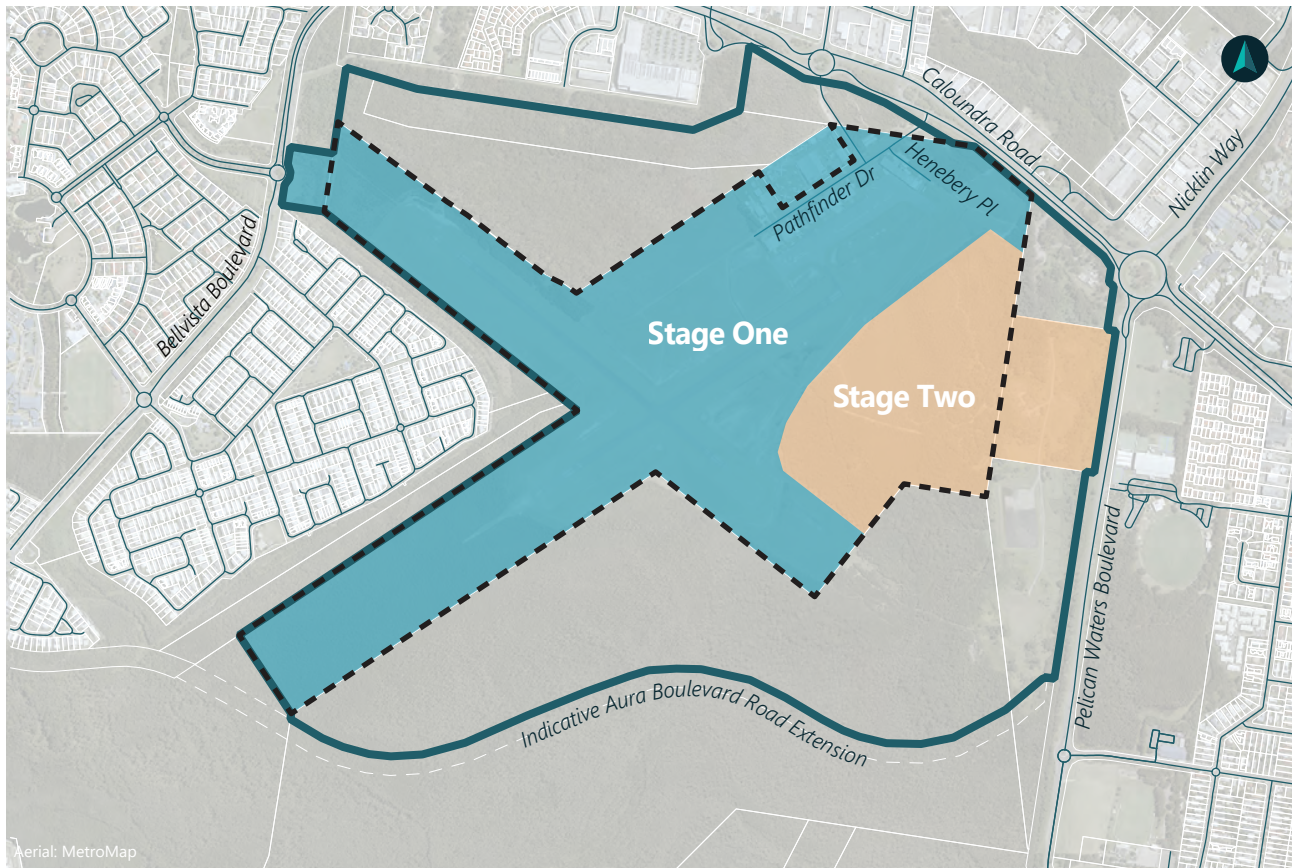 Caloundra Road
Nicklin Way
Henebery Pl
Pathfinder Dr
Bellvista Boulevard
Stage One
Stage Two
Pelican Waters Boulevard
Indicative Aura Boulevard Road Extension
Aerial: MetroMap